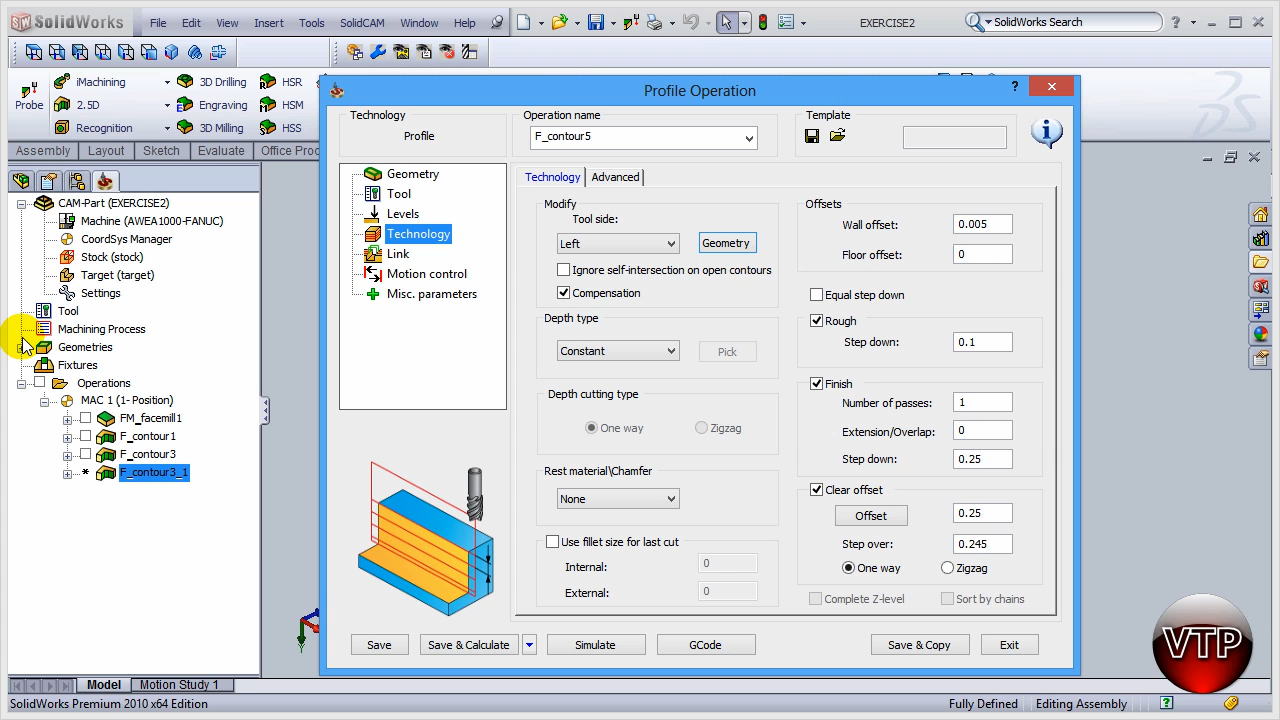 SolidWorks File Edit View Insert Tools SolidCAM Window Help EXERCISE2 SolidWorks Search
Probe
iMachining 3D Drilling HSR
2.5D Engraving HSM
Recognition 3D Milling HSS
Assembly Layout Sketch Evaluate Office Proc
CAM-Part (EXERCISE2)
Machine (AWEA1000-FANUC)
CoordSys Manager
Stock (stock)
Target (target)
Settings
Tool
Machining Process
Geometries
Fixtures
Operations
MAC 1 (1- Position)
FM_facemill1
F_contour1
F_contour3
* F_contour3_1
Profile Operation
Technology
Profile
Operation name
F_contour5
Template
Geometry
Tool
Levels
Technology
Link
Motion control
Misc. parameters
Technology Advanced
Modify
Tool side:
Left Geometry
Ignore self-intersection on open contours
Compensation
Depth type
Constant Pick
Depth cutting type
One way Zigzag
Rest material\Chamfer
None
Use fillet size for last cut
Internal: 0
External: 0
Offsets
Wall offset: 0.005
Floor offset: 0
Equal step down
Rough
Step down: 0.1
Finish
Number of passes: 1
Extension/Overlap: 0
Step down: 0.25
Clear offset
Offset 0.25
Step over: 0.245
One way Zigzag
Complete Z-level Sort by chains
Save Save & Calculate Simulate GCode Save & Copy Exit
VTP
Model Motion Study 1
SolidWorks Premium 2010 x64 Edition Fully Defined Editing Assembly